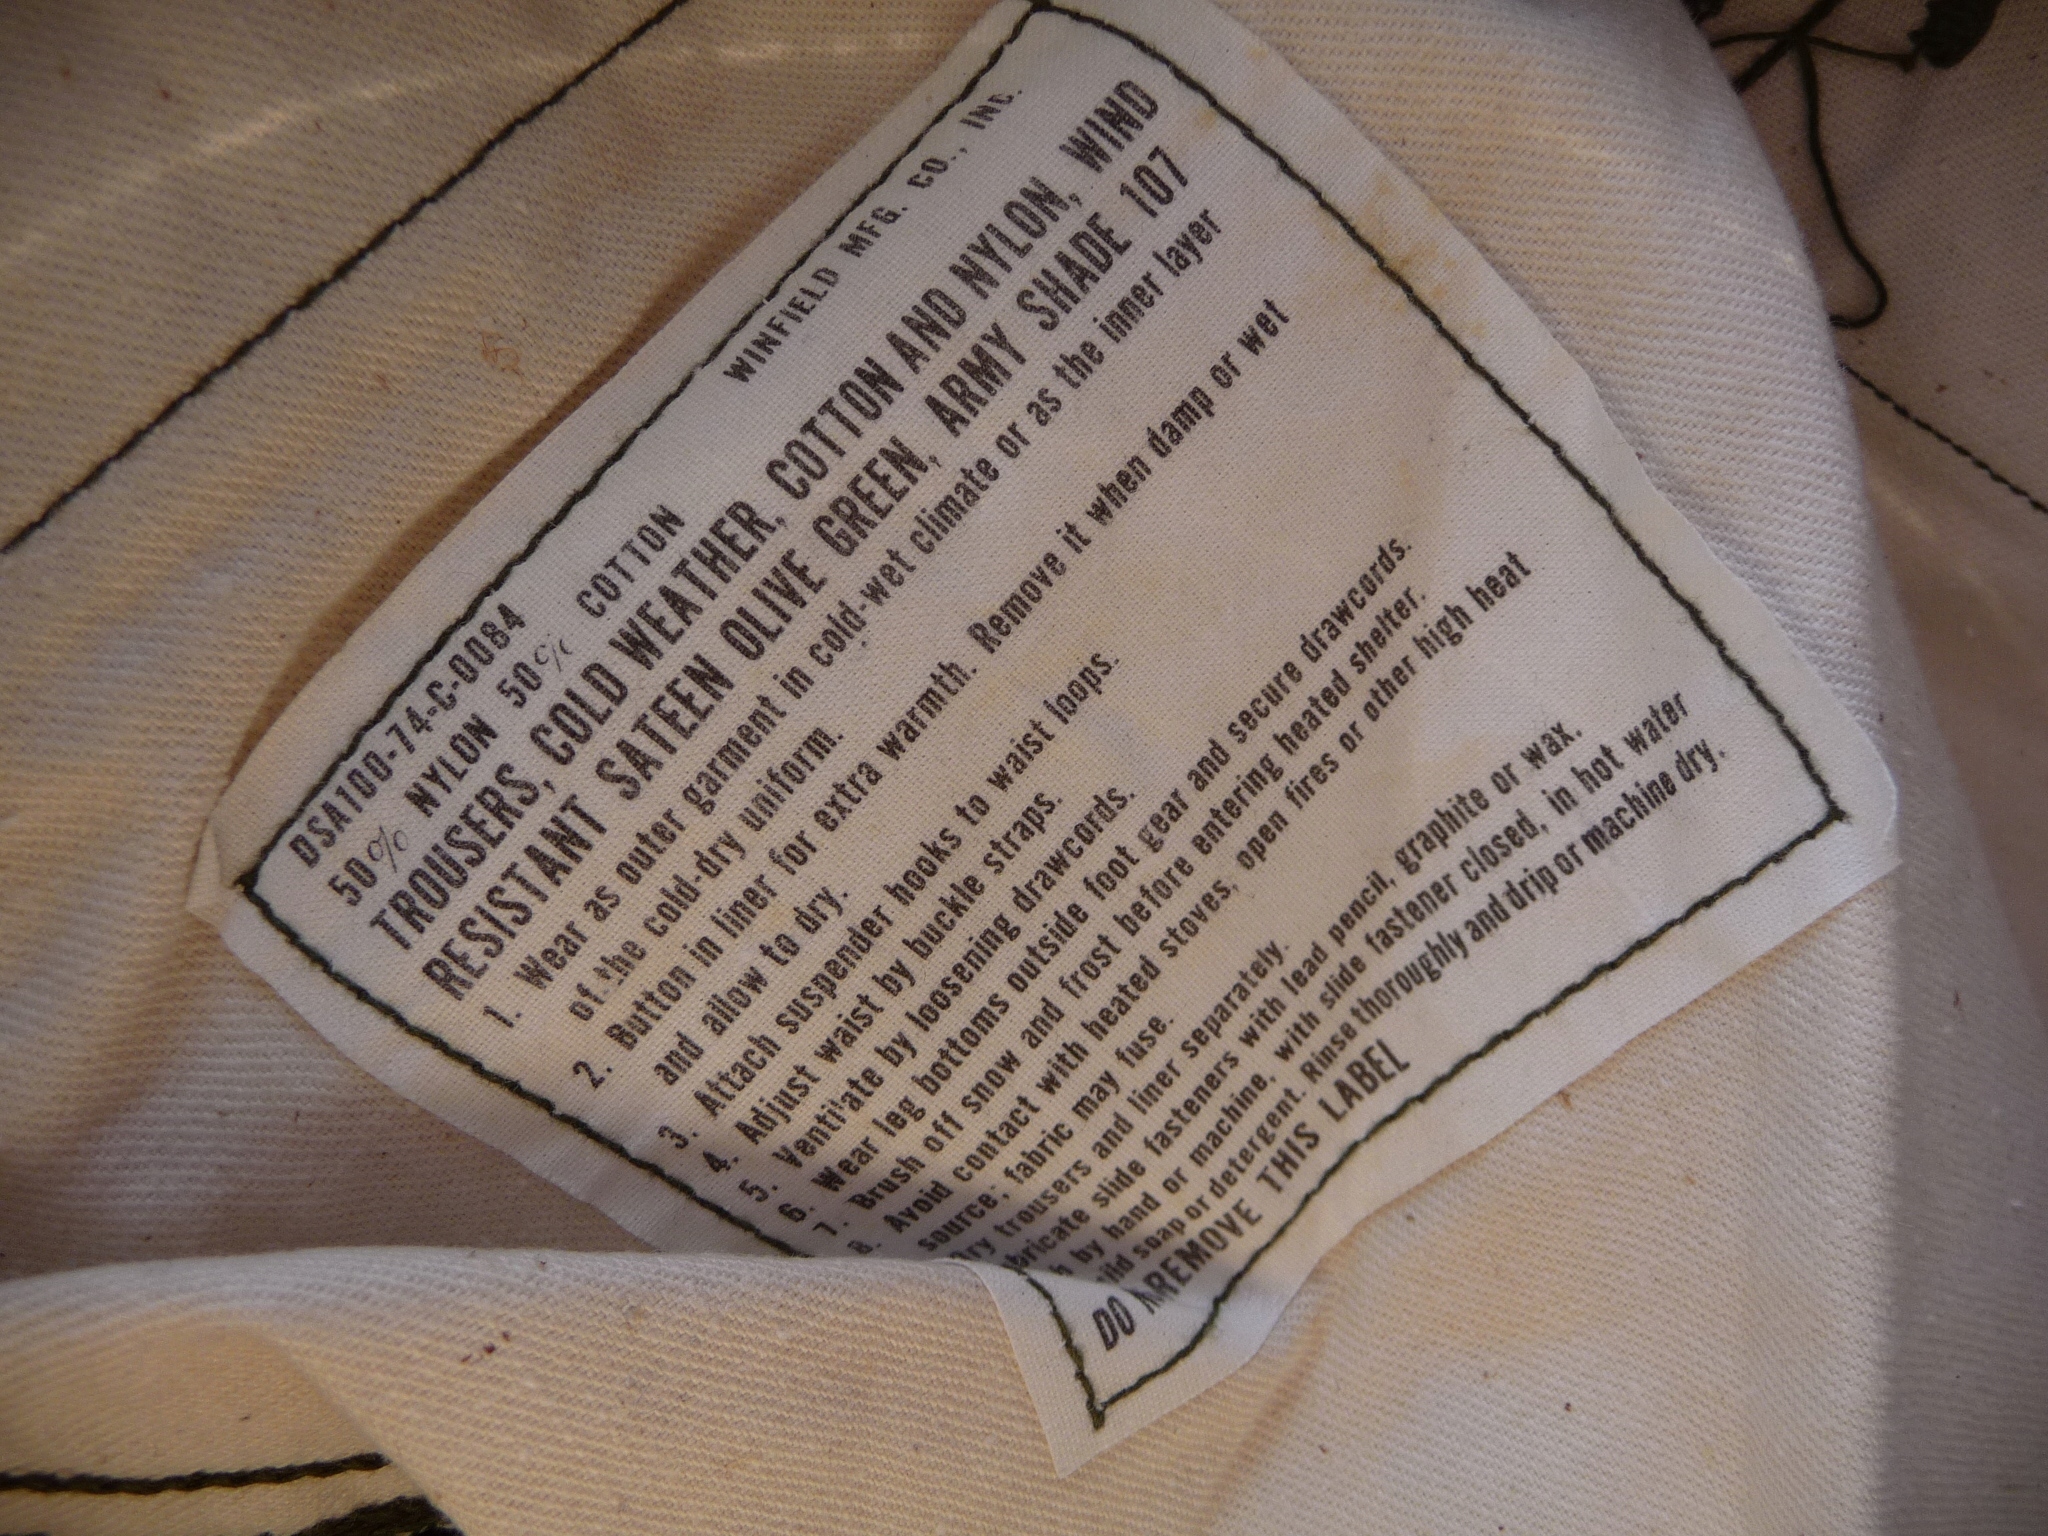 DSA100-74-C-0084 WINFIELD MFG. CO., INC.
50% NYLON 50% COTTON
TROUSERS, COLD WEATHER, COTTON AND NYLON, WIND
RESISTANT SATEEN OLIVE GREEN, ARMY SHADE 107
1. Wear as outer garment in cold-wet climate or as the inner layer
of the cold-dry uniform.
2. Button in liner for extra warmth. Remove it when damp or wet
and allow to dry.
3. Attach suspender hooks to waist loops.
4. Adjust waist by buckle straps.
5. Ventilate by loosening drawcords.
6. Wear leg bottoms outside foot gear and secure drawcords.
7. Brush off snow and frost before entering heated shelter.
8. Avoid contact with heated stoves, open fires or other high heat
source; fabric may fuse.
Dry trousers and liner separately.
bricate slide fasteners with lead pencil, graphite or wax.
h by hand or machine, with slide fastener closed, in hot water
ild soap or detergent. Rinse thoroughly and drip or machine dry.
DO REMOVE THIS LABEL